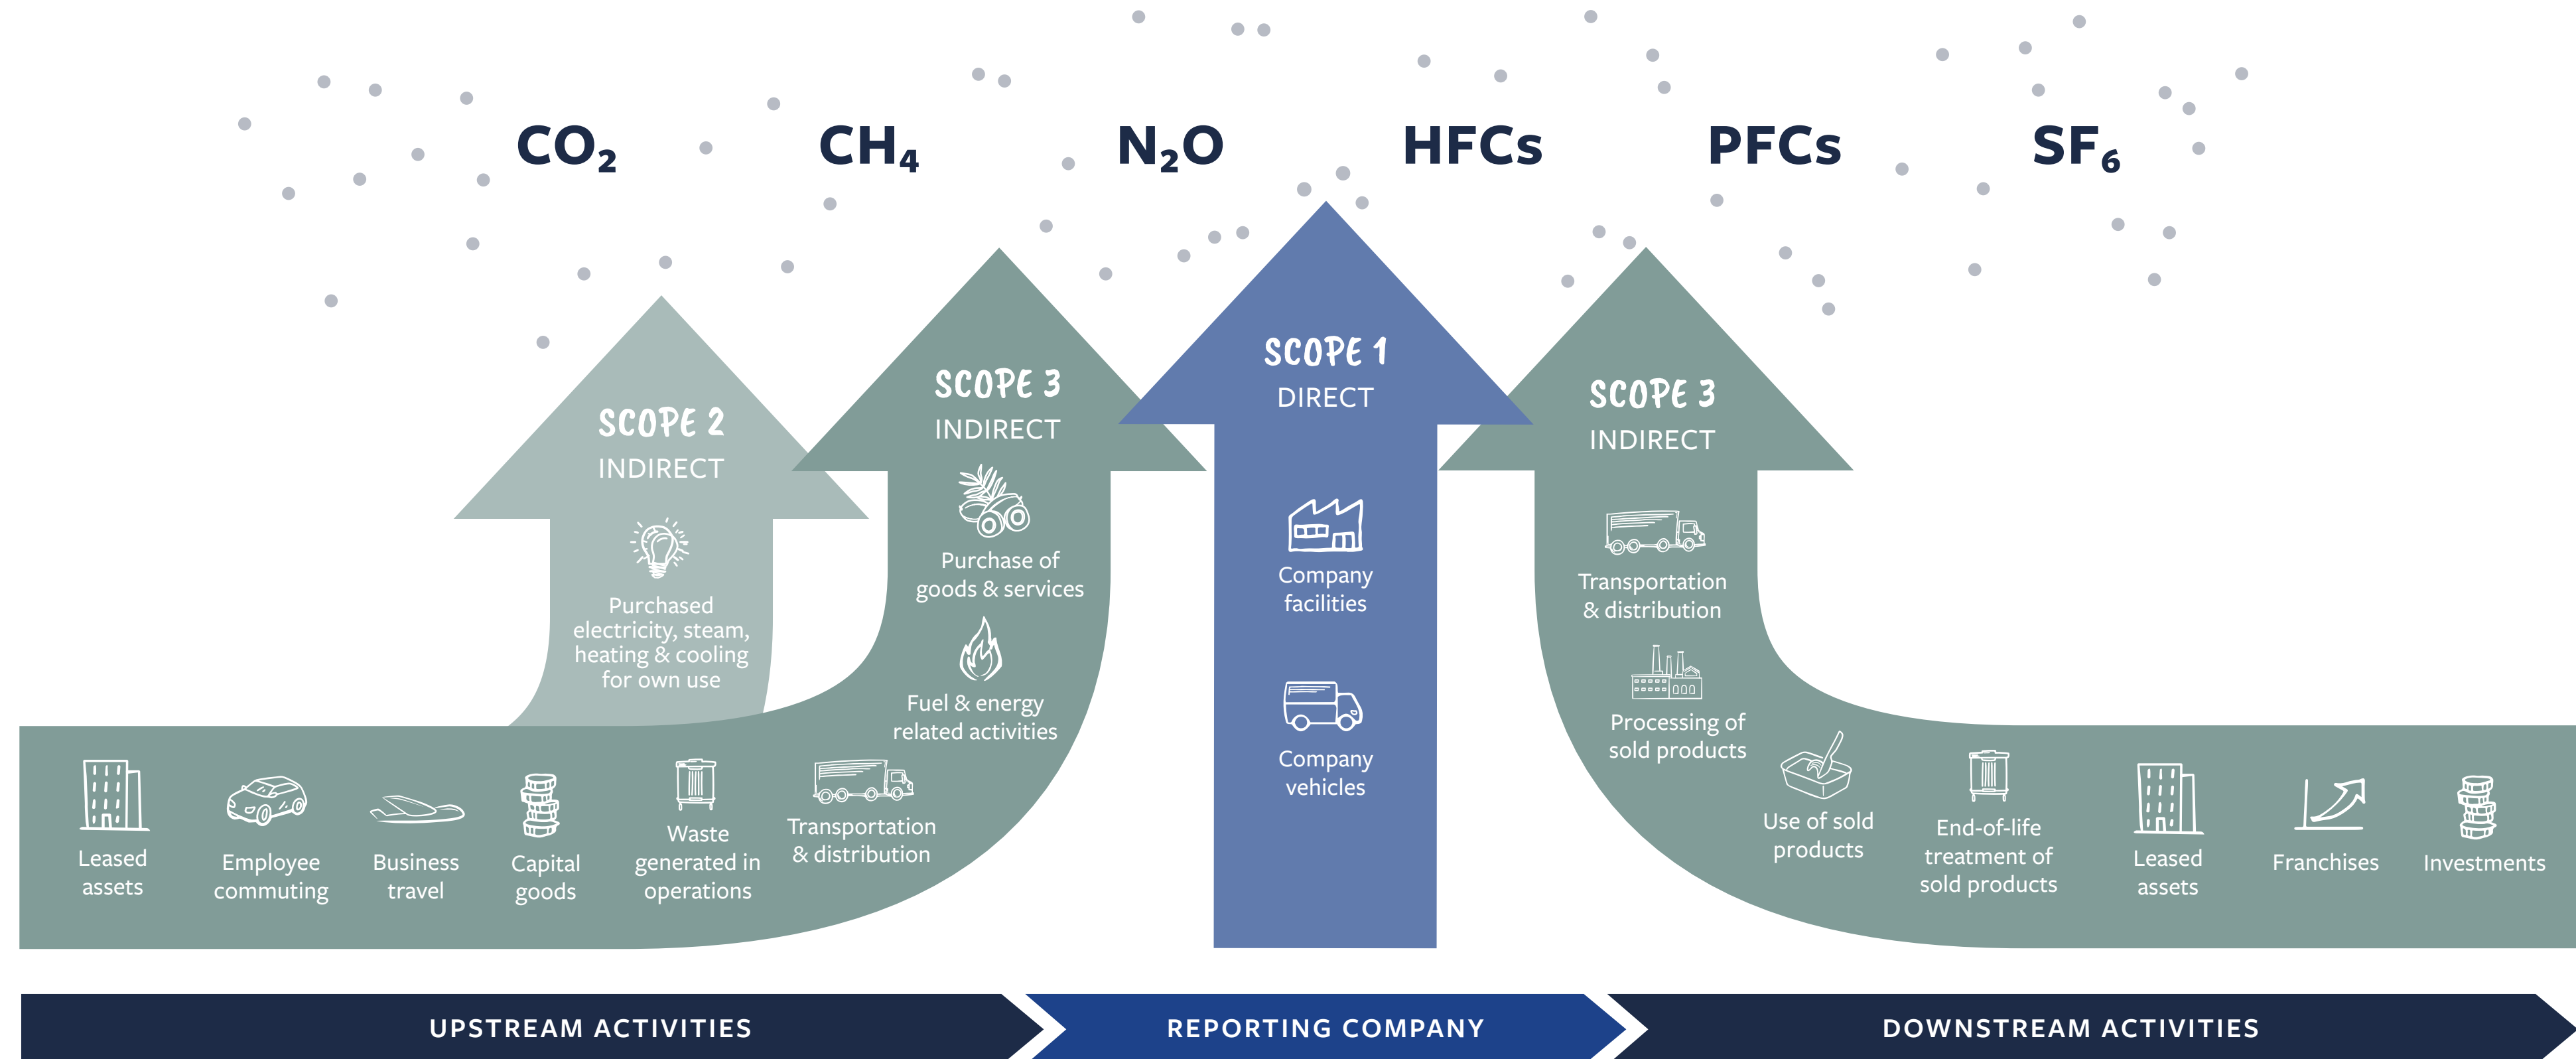 CO₂ CH₄ N₂O HFCs PFCs SF₆
SCOPE 2
INDIRECT
Purchased
electricity, steam,
heating & cooling
for own use
SCOPE 3
INDIRECT
Purchase of
goods & services
Fuel & energy
related activities
Transportation
& distribution
Waste
generated in
operations
Capital
goods
Business
travel
Employee
commuting
Leased
assets
SCOPE 1
DIRECT
Company
facilities
Company
vehicles
SCOPE 3
INDIRECT
Transportation
& distribution
Processing of
sold products
Use of sold
products
End-of-life
treatment of
sold products
Leased
assets
Franchises
Investments
UPSTREAM ACTIVITIES
REPORTING COMPANY
DOWNSTREAM ACTIVITIES